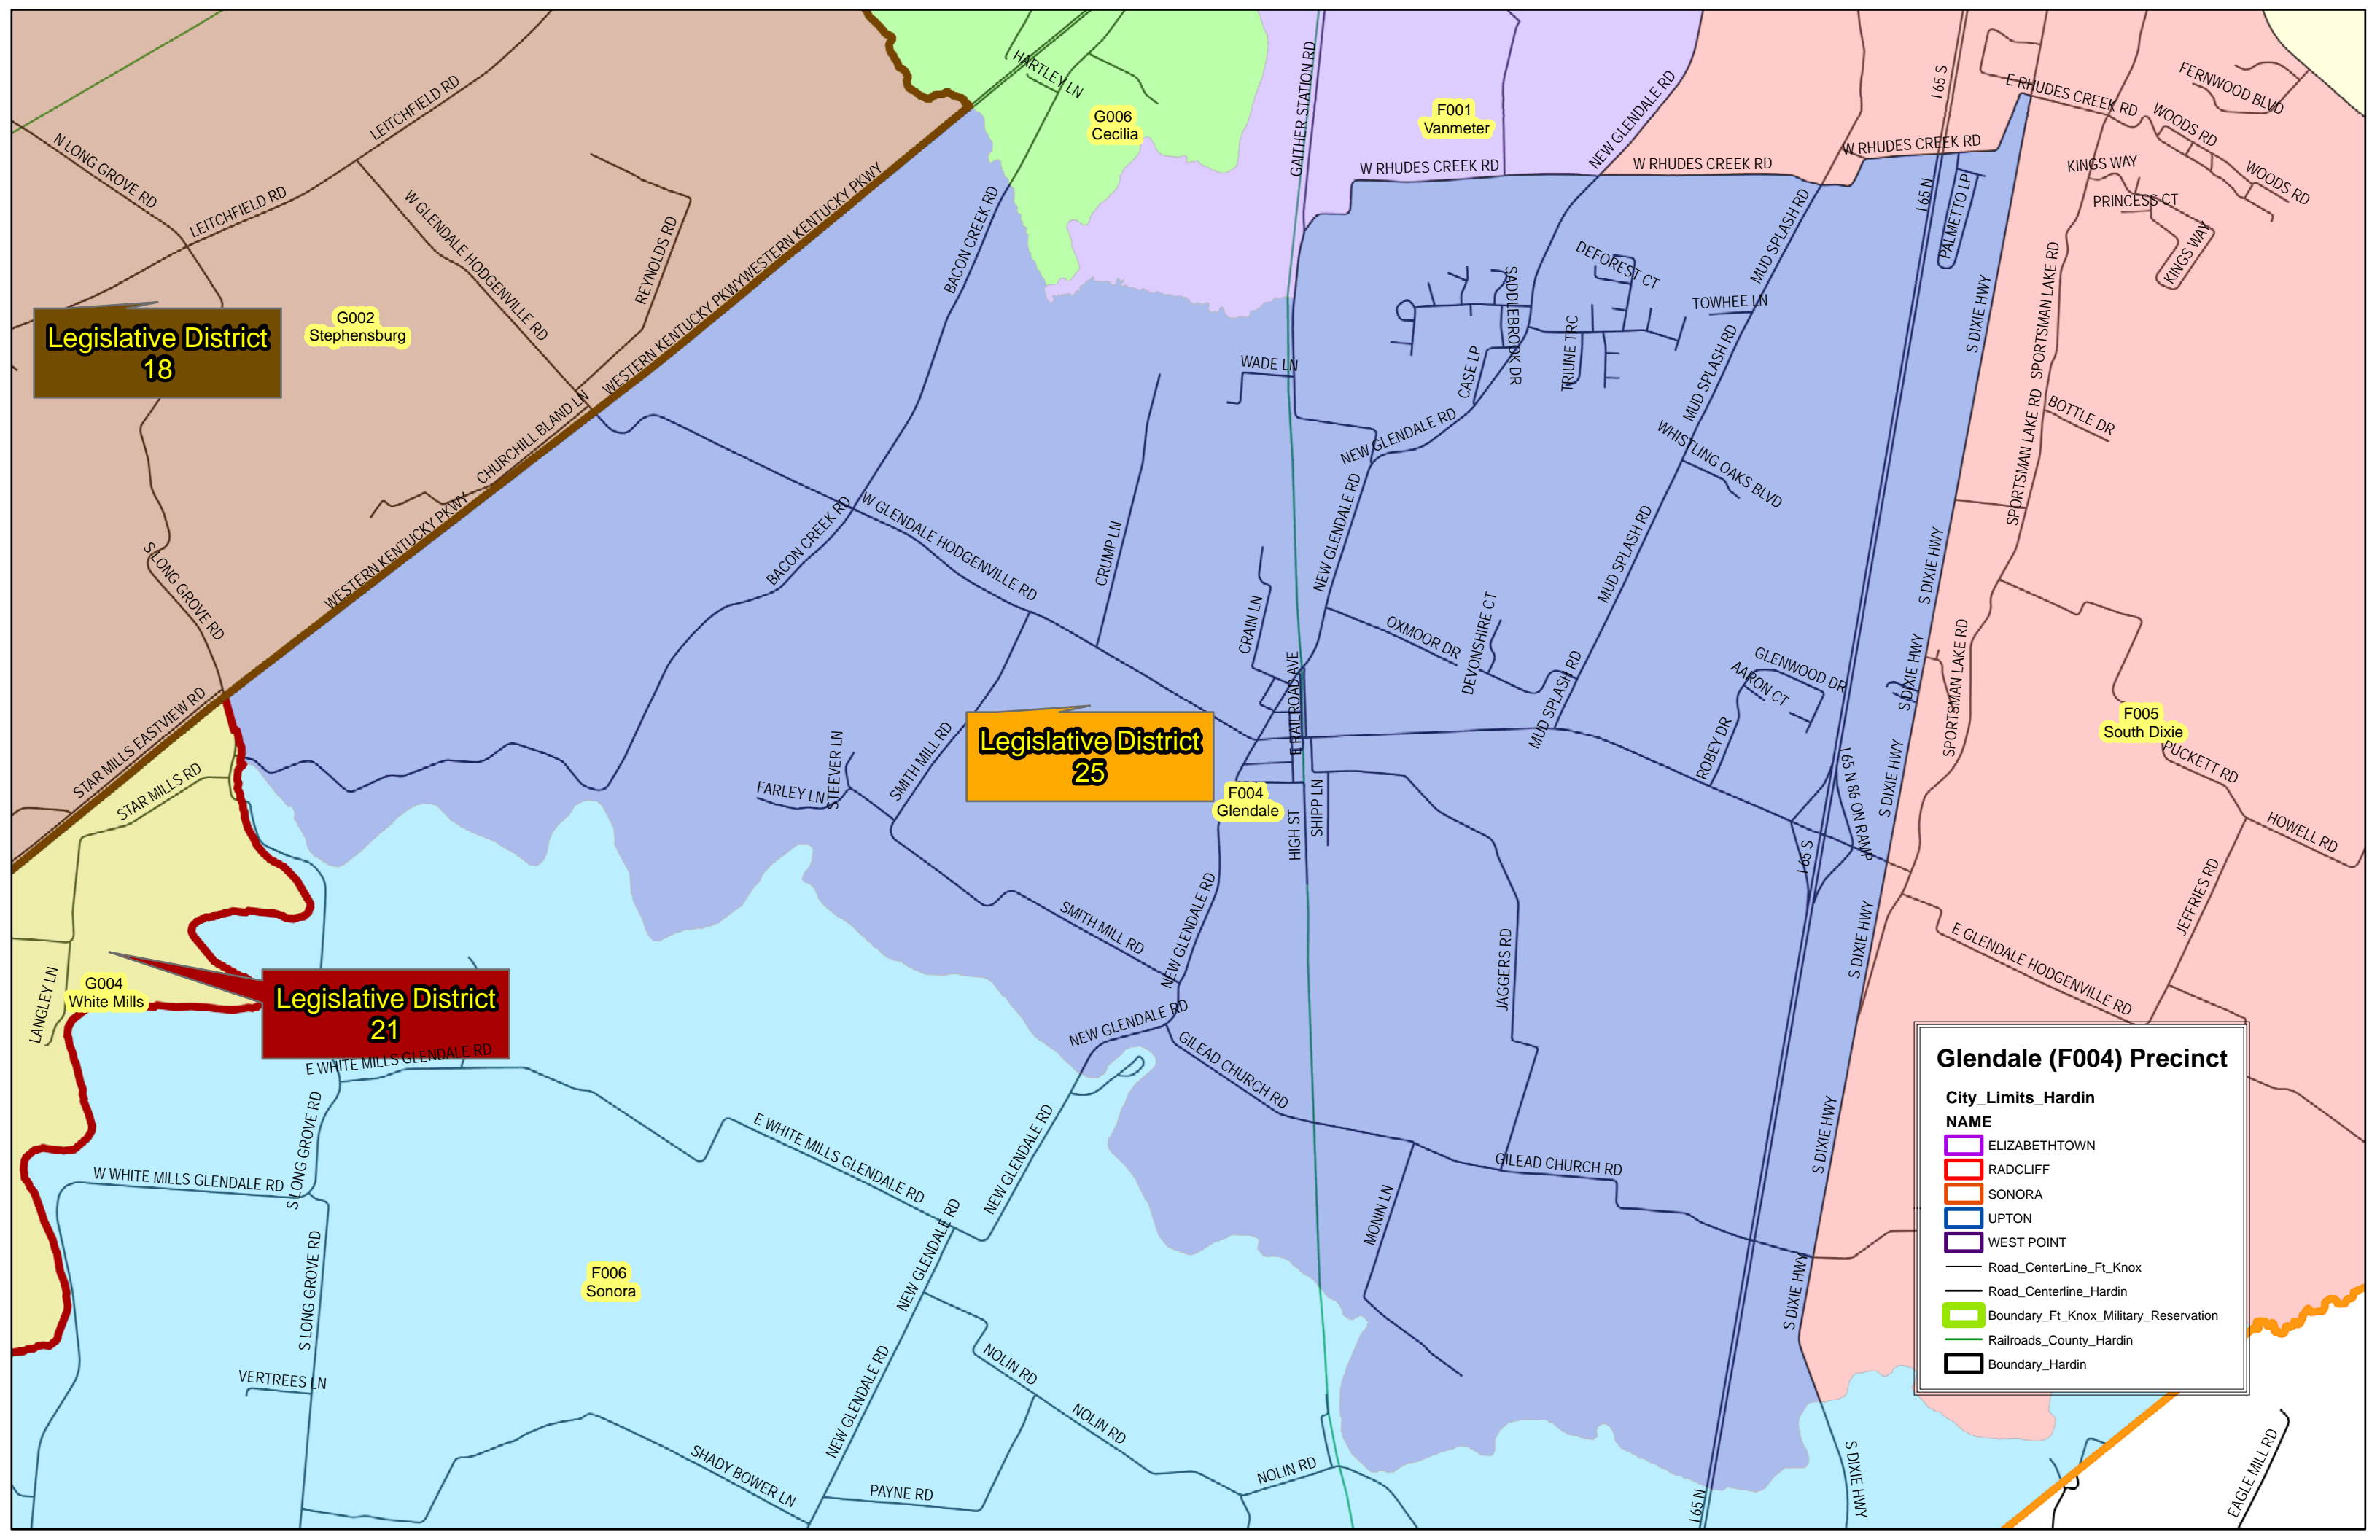 HARTLEY LN
G006
Cecilia
GAITHER STATION RD
F001
Vanmeter
NEW GLENDALE RD
I 65 S
E RHUDES CREEK RD
FERNWOOD BLVD
WOODS RD
WOODS RD
KINGS WAY
PRINCESS CT
KINGS WAY
W RHUDES CREEK RD
W RHUDES CREEK RD
W RHUDES CREEK RD
I 65 N
PALMETTO LP
LEITCHFIELD RD
N LONG GROVE RD
LEITCHFIELD RD
W GLENDALE HODGENVILLE RD
REYNOLDS RD
WESTERN KENTUCKY PKWY
WESTERN KENTUCKY PKWY
BACON CREEK RD
Legislative District
18
G002
Stephensburg
CHURCHILL BLAND LN
WESTERN KENTUCKY PKWY
S LONG GROVE RD
STAR MILLS EASTVIEW RD
STAR MILLS RD
DEFOREST CT
SADDLEBROOK DR
TOWHEE LN
MUD SPLASH RD
MUD SPLASH RD
S DIXIE HWY
SPORTSMAN LAKE RD
SPORTSMAN LAKE RD
BOTTLE DR
WADE LN
CASE LP
TRIUNE TRC
NEW GLENDALE RD
WHISTLING OAKS BLVD
BACON CREEK RD
W GLENDALE HODGENVILLE RD
CRUMP LN
NEW GLENDALE RD
MUD SPLASH RD
S DIXIE HWY
CRAIN LN
OXMOOR DR
DEVONSHIRE CT
MUD SPLASH RD
GLENWOOD DR
AARON CT
ROBEY DR
S DIXIE HWY
SPORTSMAN LAKE RD
F005
South Dixie
PUCKETT RD
HOWELL RD
JEFFRIES RD
E RAILROAD AVE
Legislative District
25
F004
Glendale
HIGH ST
SHIPP LN
SMITH MILL RD
STEEVER LN
FARLEY LN
I 65 N 86 ON RAMP
I 65 S
S DIXIE HWY
S DIXIE HWY
SMITH MILL RD
NEW GLENDALE RD
JAGGERS RD
E GLENDALE HODGENVILLE RD
LANGLEY LN
G004
White Mills
Legislative District
21
E WHITE MILLS GLENDALE RD
NEW GLENDALE RD
GILEAD CHURCH RD
S LONG GROVE RD
W WHITE MILLS GLENDALE RD
E WHITE MILLS GLENDALE RD
NEW GLENDALE RD
GILEAD CHURCH RD
S DIXIE HWY
MONIN LN
S DIXIE HWY
S LONG GROVE RD
F006
Sonora
NEW GLENDALE RD
VERTREES LN
NEW GLENDALE RD
NOLIN RD
NOLIN RD
SHADY BOWER LN
PAYNE RD
NOLIN RD
I 65 N
S DIXIE HWY
EAGLE MILL RD
Glendale (F004) Precinct
City_Limits_Hardin
NAME
ELIZABETHTOWN
RADCLIFF
SONORA
UPTON
WEST POINT
Road_CenterLine_Ft_Knox
Road_Centerline_Hardin
Boundary_Ft_Knox_Military_Reservation
Railroads_County_Hardin
Boundary_Hardin